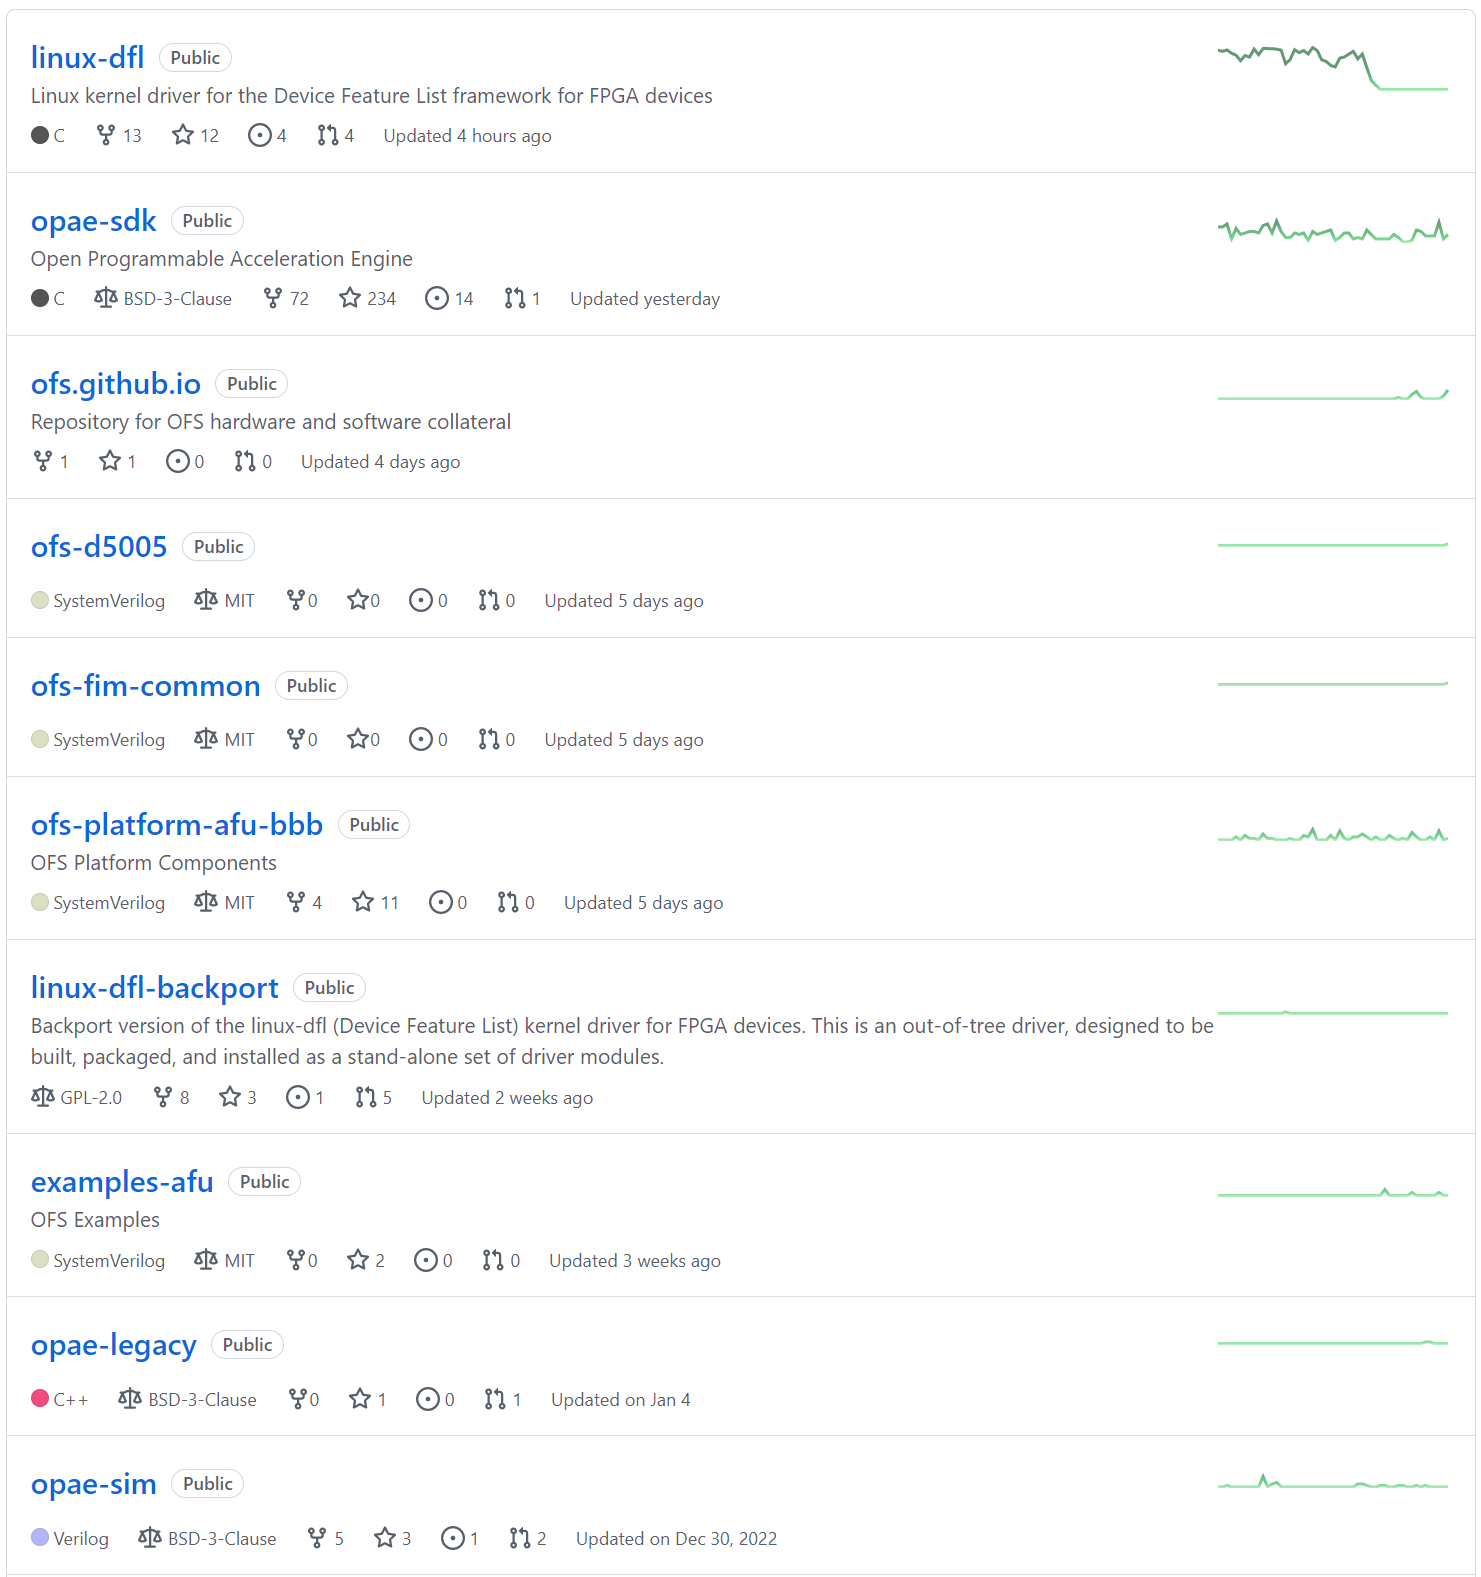 linux-dfl Public
Linux kernel driver for the Device Feature List framework for FPGA devices
C 13 12 4 4 Updated 4 hours ago
opae-sdk Public
Open Programmable Acceleration Engine
C BSD-3-Clause 72 234 14 1 Updated yesterday
ofs.github.io Public
Repository for OFS hardware and software collateral
1 1 0 0 Updated 4 days ago
ofs-d5005 Public
SystemVerilog MIT 0 0 0 0 Updated 5 days ago
ofs-fim-common Public
SystemVerilog MIT 0 0 0 0 Updated 5 days ago
ofs-platform-afu-bbb Public
OFS Platform Components
SystemVerilog MIT 4 11 0 0 Updated 5 days ago
linux-dfl-backport Public
Backport version of the linux-dfl (Device Feature List) kernel driver for FPGA devices. This is an out-of-tree driver, designed to be
built, packaged, and installed as a stand-alone set of driver modules.
GPL-2.0 8 3 1 5 Updated 2 weeks ago
examples-afu Public
OFS Examples
SystemVerilog MIT 0 2 0 0 Updated 3 weeks ago
opae-legacy Public
C++ BSD-3-Clause 0 1 0 1 Updated on Jan 4
opae-sim Public
Verilog BSD-3-Clause 5 3 1 2 Updated on Dec 30, 2022